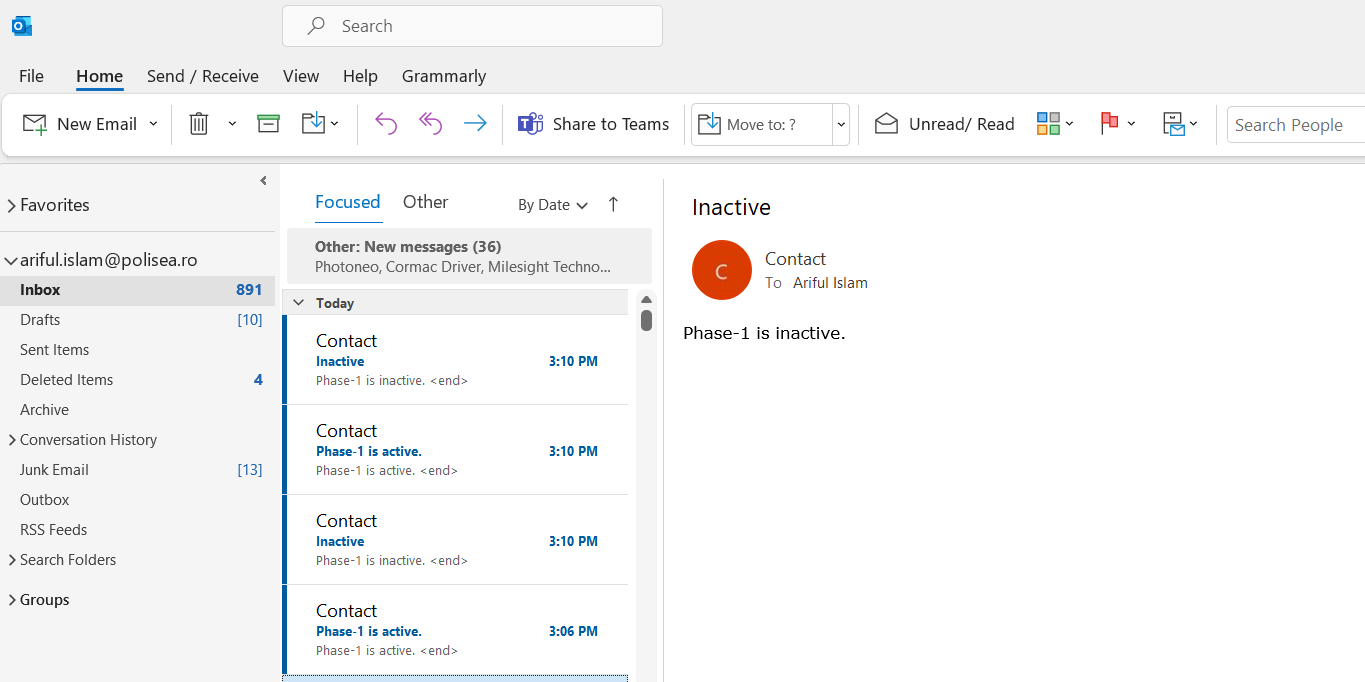 Search
File Home Send / Receive View Help Grammarly
New Email Share to Teams Move to: ? Unread/ Read Search People
Favorites
ariful.islam@polisea.ro
Inbox 891
Drafts [10]
Sent Items
Deleted Items 4
Archive
Conversation History
Junk Email [13]
Outbox
RSS Feeds
Search Folders
Groups
Focused Other By Date
Other: New messages (36)
Photoneo, Cormac Driver, Milesight Techno...
Today
Contact
Inactive 3:10 PM
Phase-1 is inactive. <end>
Contact
Phase-1 is active. 3:10 PM
Phase-1 is active. <end>
Contact
Inactive 3:10 PM
Phase-1 is inactive. <end>
Contact
Phase-1 is active. 3:06 PM
Phase-1 is active. <end>
Inactive
C
Contact
To Ariful Islam
Phase-1 is inactive.